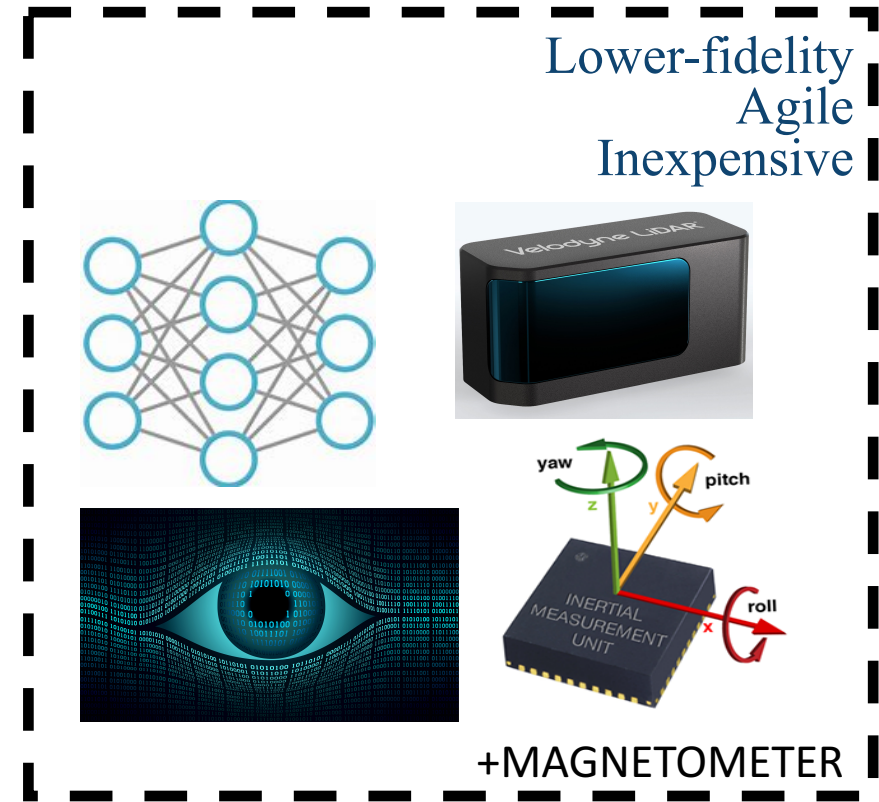 Lower-fidelity
Agile
Inexpensive
Velodyne LiDAR
yaw
pitch
z
y
INERTIAL
MEASUREMENT
UNIT
roll
x
+MAGNETOMETER